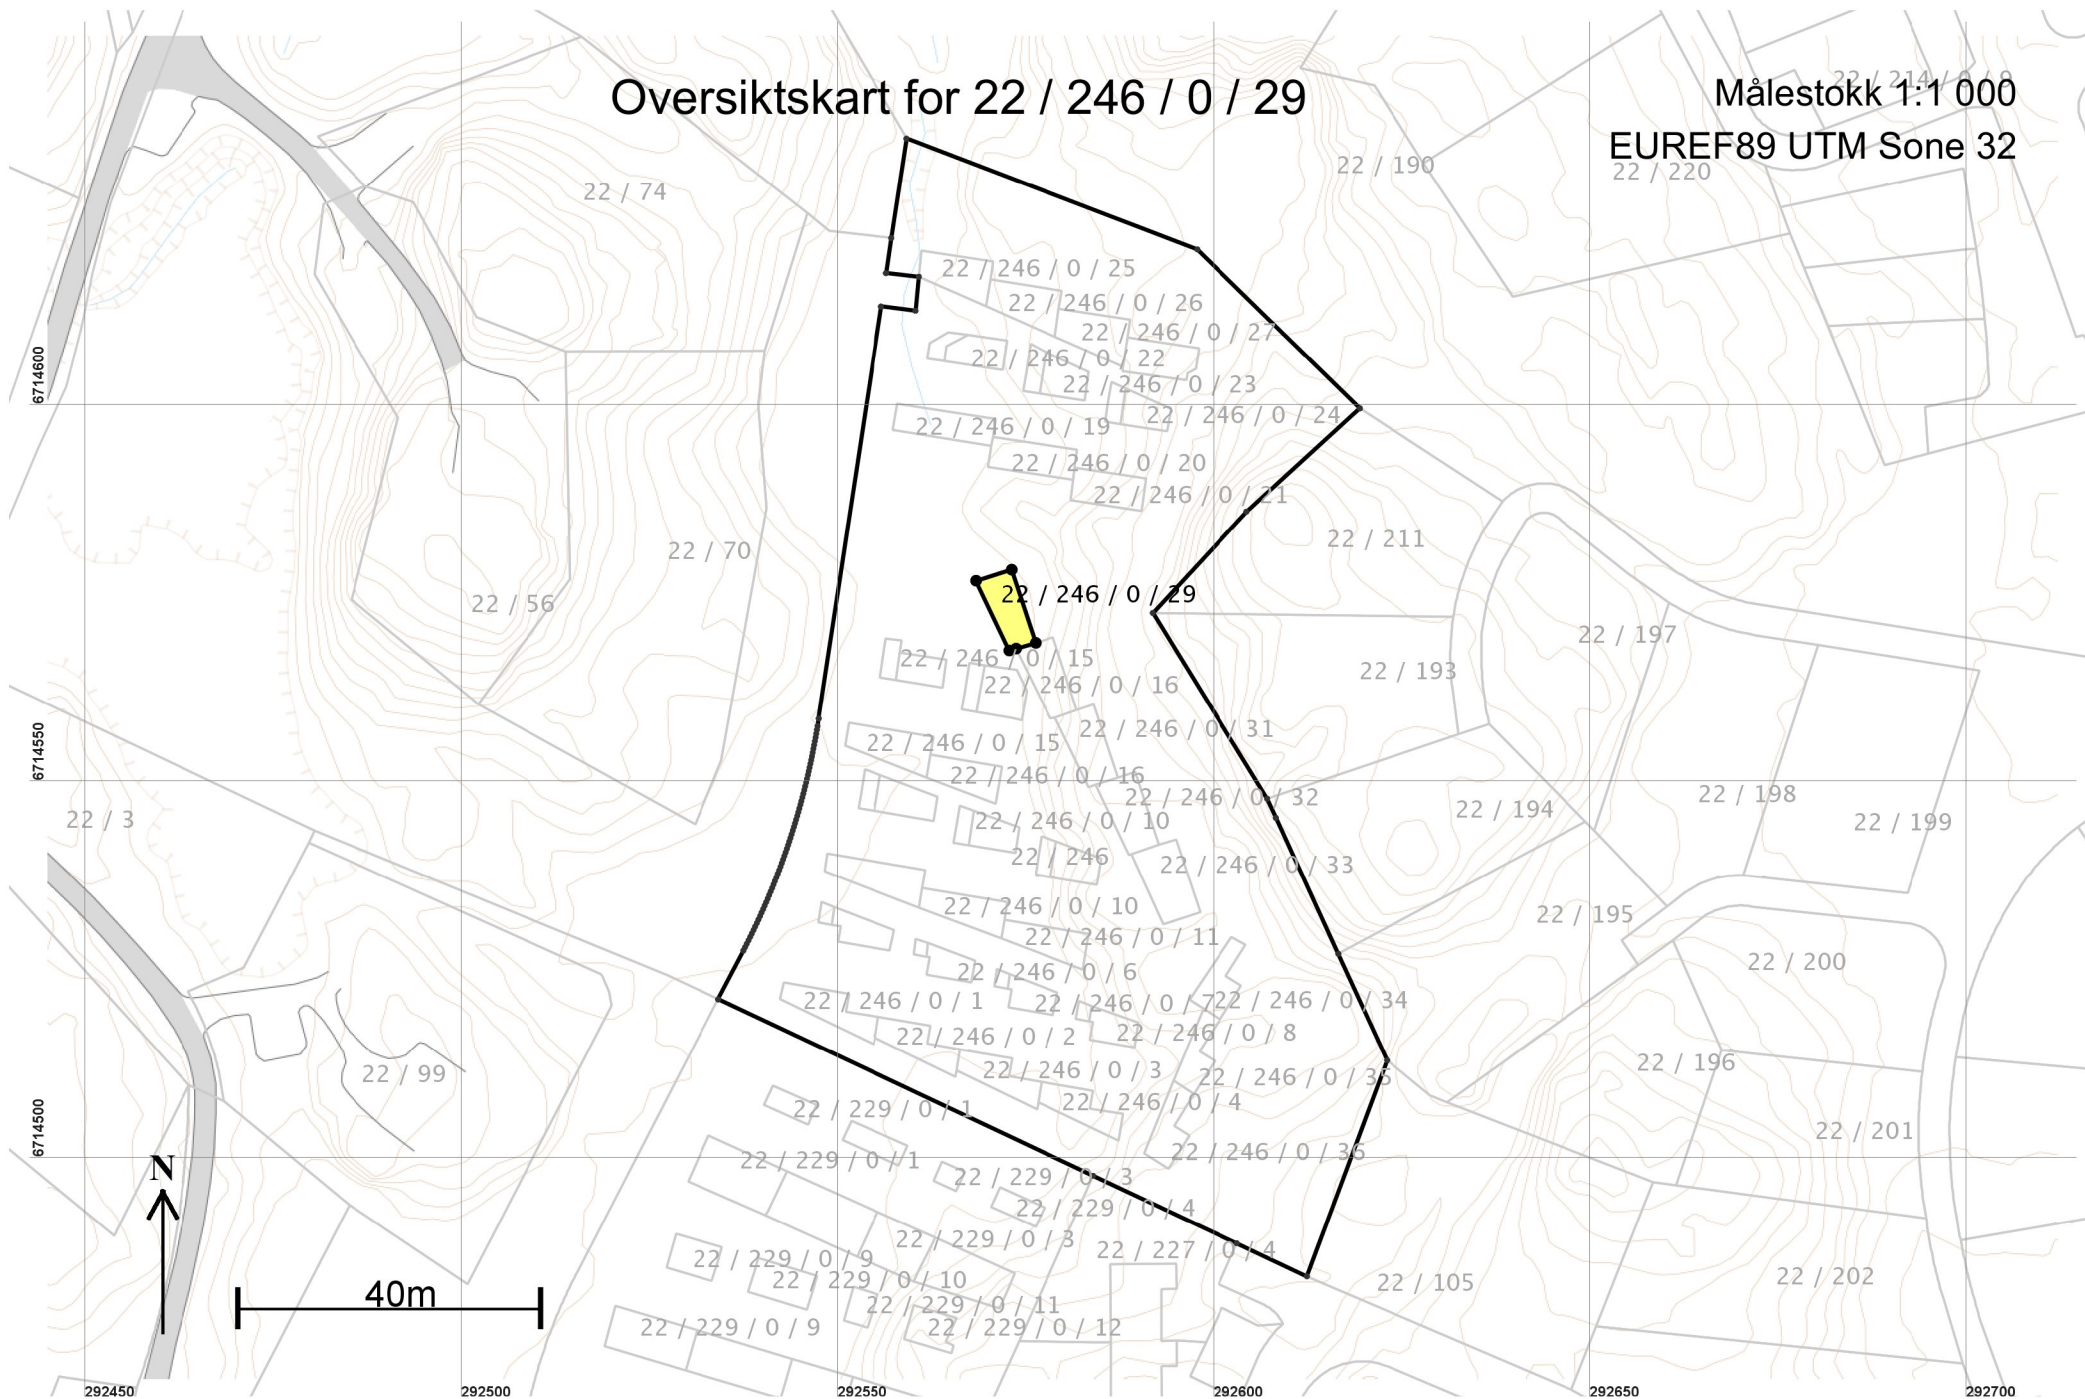 Oversiktskart for 22 / 246 / 0 / 29
Målestokk 1:1 000
EUREF89 UTM Sone 32
22 / 214 / 0 / 8
22 / 190
22 / 220
22 / 74
22 / 246 / 0 / 25
22 / 246 / 0 / 26
22 / 246 / 0 / 27
22 / 246 / 0 / 22
22 / 246 / 0 / 23
22 / 246 / 0 / 24
22 / 246 / 0 / 19
22 / 246 / 0 / 20
22 / 246 / 0 / 21
6714600
22 / 211
22 / 70
22 / 56
22 / 246 / 0 / 29
22 / 197
22 / 246 / 0 / 15
22 / 193
22 / 246 / 0 / 16
22 / 246 / 0 / 31
22 / 246 / 0 / 15
6714550
22 / 246 / 0 / 16
22 / 246 / 0 / 32
22 / 198
22 / 194
22 / 3
22 / 246 / 0 / 10
22 / 199
22 / 246
22 / 246 / 0 / 33
22 / 246 / 0 / 10
22 / 195
22 / 246 / 0 / 11
22 / 200
22 / 246 / 0 / 6
22 / 246 / 0 / 1
22 / 246 / 0 / 7
22 / 246 / 0 / 34
22 / 246 / 0 / 2
22 / 246 / 0 / 8
22 / 196
22 / 99
22 / 246 / 0 / 3
22 / 246 / 0 / 35
22 / 246 / 0 / 4
22 / 229 / 0 / 1
6714500
22 / 201
22 / 246 / 0 / 36
22 / 229 / 0 / 1
N
22 / 229 / 0 / 3
22 / 229 / 0 / 4
22 / 229 / 0 / 3
22 / 227 / 0 / 4
22 / 229 / 0 / 9
22 / 229 / 0 / 10
22 / 105
22 / 202
40m
22 / 229 / 0 / 11
22 / 229 / 0 / 9
22 / 229 / 0 / 12
292450
292500
292550
292600
292650
292700